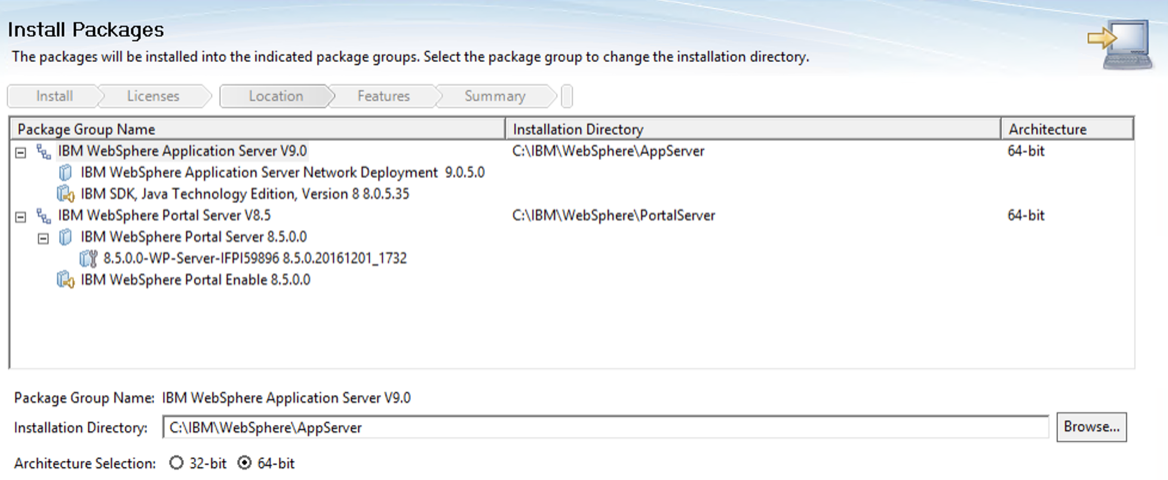 Install Packages
The packages will be installed into the indicated package groups. Select the package group to change the installation directory.
Install Licenses Location Features Summary
Package Group Name Installation Directory Architecture
IBM WebSphere Application Server V9.0 C:\IBM\WebSphere\AppServer 64-bit
IBM WebSphere Application Server Network Deployment 9.0.5.0
IBM SDK, Java Technology Edition, Version 8 8.0.5.35
IBM WebSphere Portal Server V8.5 C:\IBM\WebSphere\PortalServer 64-bit
IBM WebSphere Portal Server 8.5.0.0
8.5.0.0-WP-Server-IFPI59896 8.5.0.20161201_1732
IBM WebSphere Portal Enable 8.5.0.0
Package Group Name: IBM WebSphere Application Server V9.0
Installation Directory: C:\IBM\WebSphere\AppServer Browse...
Architecture Selection: 32-bit 64-bit